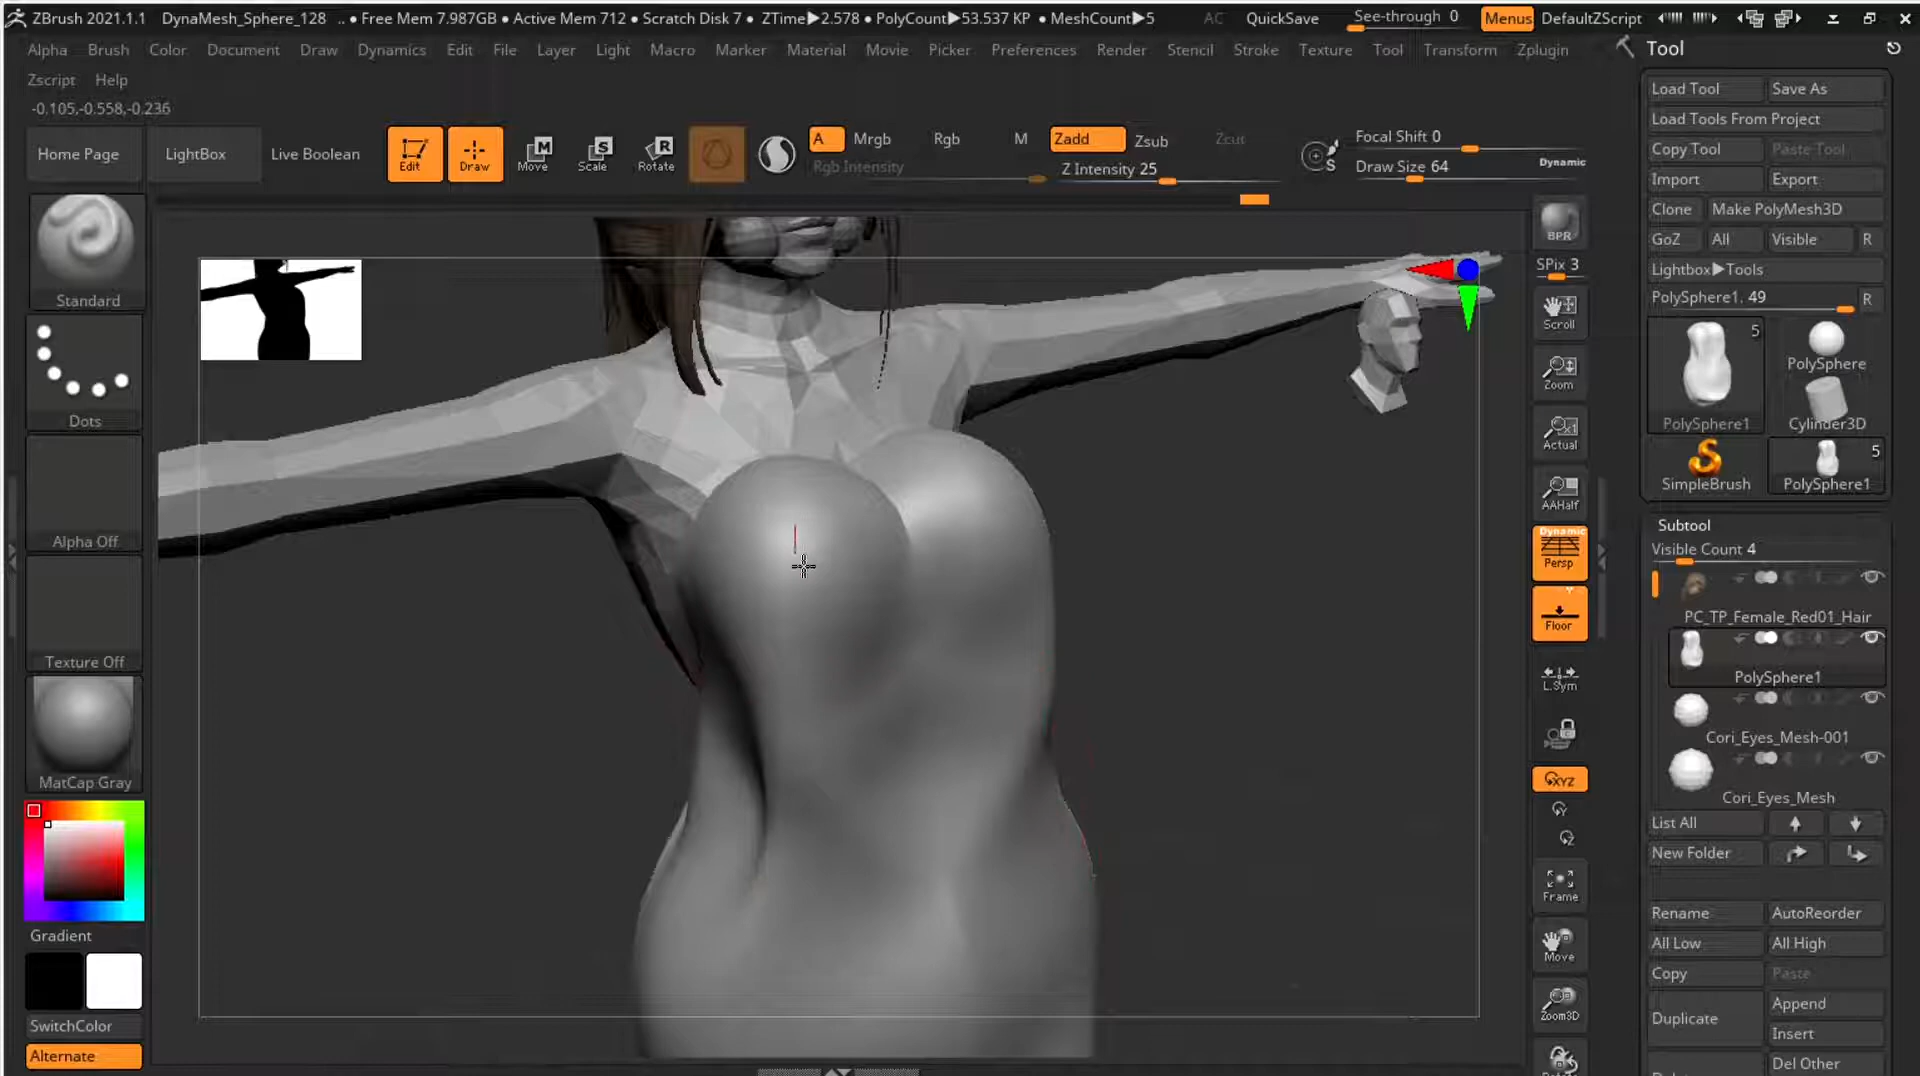 ZBrush 2021.1.1 DynaMesh_Sphere_128 .. • Free Mem 7.987GB • Active Mem 712 • Scratch Disk 7 • ZTime▶2.578 • PolyCount▶53.537 KP • MeshCount▶5 AC QuickSave See-through 0 Menus DefaultZScript
Alpha Brush Color Document Draw Dynamics Edit File Layer Light Macro Marker Material Movie Picker Preferences Render Stencil Stroke Texture Tool Transform Zplugin
Zscript Help
-0.105,-0.558,-0.236
Home Page LightBox Live Boolean Edit Draw Move Scale Rotate A Mrgb Rgb M Zadd Zsub Zcut Focal Shift 0
Rgb Intensity Z Intensity 25 Draw Size 64 Dynamic
S
R
S
Standard
Dots
Alpha Off
Texture Off
MatCap Gray
Gradient
SwitchColor
Alternate
BPR
SPix 3
Scroll
Zoom
Actual
AAHalf
Dynamic
Persp
Floor
L.Sym
XYZ
Y
Z
Frame
Move
Zoom3D
Tool
Load Tool Save As
Load Tools From Project
Copy Tool Paste Tool
Import Export
Clone Make PolyMesh3D
GoZ All Visible R
Lightbox▶Tools
PolySphere1. 49 R
5
PolySphere
PolySphere1 Cylinder3D
5
SimpleBrush PolySphere1
Subtool
Visible Count 4
PC_TP_Female_Red01_Hair
PolySphere1
Cori_Eyes_Mesh-001
Cori_Eyes_Mesh
List All
New Folder
Rename AutoReorder
All Low All High
Copy Paste
Duplicate Append
Insert
Del Other